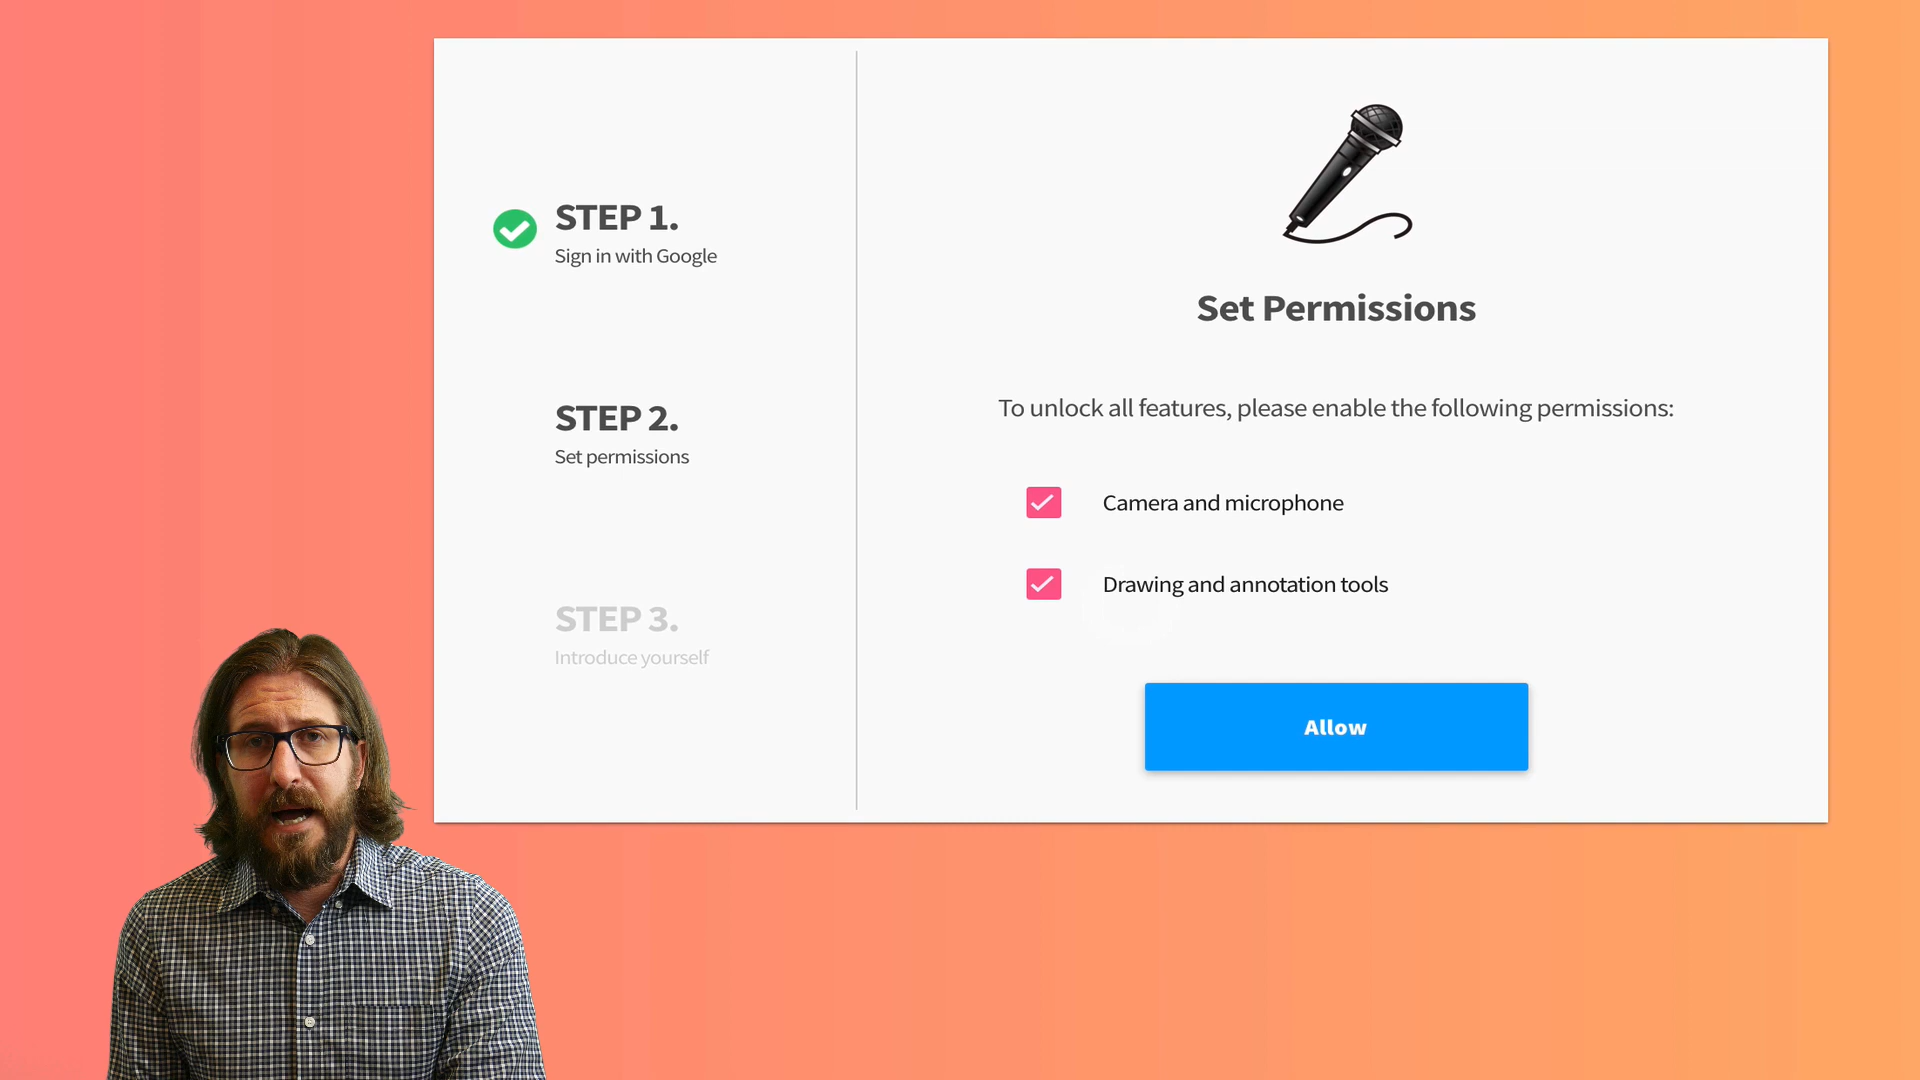 STEP 1.
Sign in with Google
STEP 2.
Set permissions
STEP 3.
Introduce yourself
Set Permissions
To unlock all features, please enable the following permissions:
Camera and microphone
Drawing and annotation tools
Allow